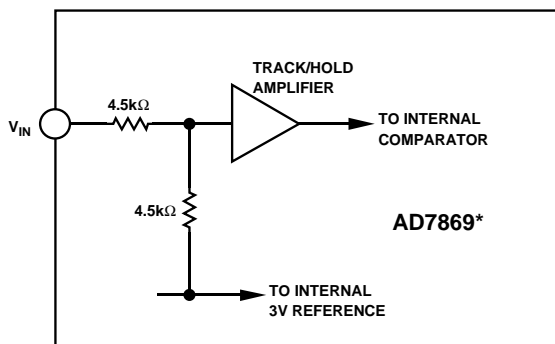 TRACK/HOLD
AMPLIFIER
4.5kΩ
V_IN
TO INTERNAL
COMPARATOR
4.5kΩ
AD7869*
TO INTERNAL
3V REFERENCE